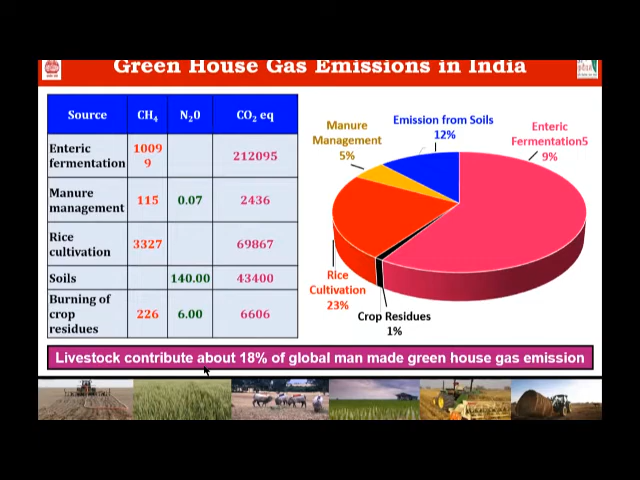 Green House Gas Emissions in India
Source CH₄ N₂0 CO₂ eq
Enteric
fermentation 1009
9 212095
Manure
management 115 0.07 2436
Rice
cultivation 3327 69867
Soils 140.00 43400
Burning of
crop
residues 226 6.00 6606
Manure
Management
5%
Emission from Soils
12%
Enteric
Fermentation5
9%
Rice
Cultivation
23%
Crop Residues
1%
Livestock contribute about 18% of global man made green house gas emission